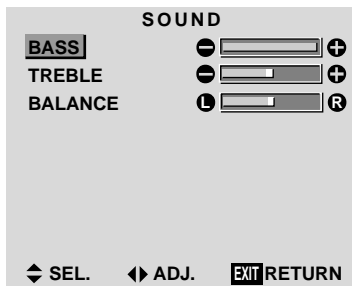 SOUND
BASS
TREBLE
BALANCE L R
SEL. ADJ. EXIT RETURN